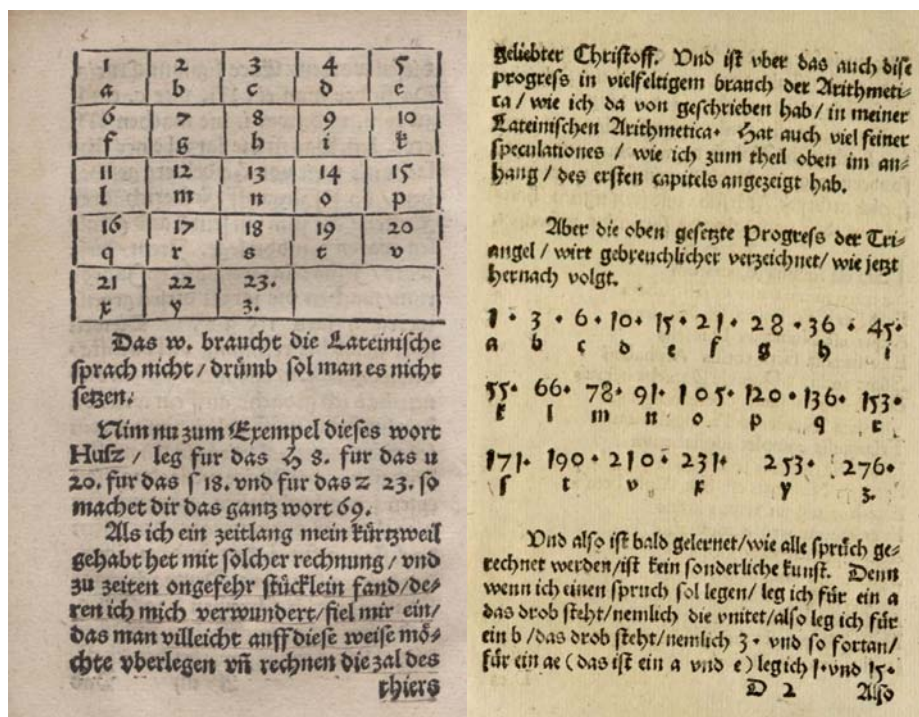 1 2 3 4 5
a b c d e
6 7 8 9 10
f g h i k
11 12 13 14 15
l m n o p
16 17 18 19 20
q r s t v
21 22 23.
x y z.
Das w. braucht die Lateinische
sprach nicht / drümb sol man es nicht
setzen.
Nim nu zum Exempel dieses wort
Husz / leg fur das H 8. fur das u
20. fur das s 18. vnd fur das z 23. so
machet dir das gantz wort 69.
Als ich ein zeitlang mein kürtzweil
gehabt het mit solcher rechnung / vnd
zu zeiten ongefehr stücklein fand/de⸗
ren ich mich verwundert/fiel mir ein/
das man villeicht auff diese weise mö⸗
chte vberlegen vn̄ rechnen die zal des
thiers
geliebter Christoff. Vnd ist vber das auch dise
progress in vielfeltigem brauch der Arithmeti⸗
ca / wie ich da von geschrieben hab / in meiner
Lateinischen Arithmetica. Hat auch viel feiner
speculationes / wie ich zum theil oben im an⸗
hang / des ersten capitels angezeigt hab.
Aber die oben gesetzte Progress der Tri⸗
angel / wirt gebreuchlicher verzeichnet/ wie jetzt
hernach volgt.
1. 3. 6. 10. 15. 21. 28. 36. 45.
a b c d e f g h i
55. 66. 78. 91. 105. 120. 136. 153.
k l m n o p q r
171. 190. 210. 231. 253. 276.
s t v x y z.
Vnd also ist bald gelernet/wie alle sprüch ge⸗
rechnet werden/ist kein sonderliche kunst. Denn
wenn ich einen spruch sol legen/ leg ich für ein a
das drob steht/nemlich die vnitet/also leg ich für
ein b /das drob steht/nemlich 3. vnd so fortan/
für ein ae (das ist ein a vnd e) leg ich 1. vnd 15.
D 2 Also